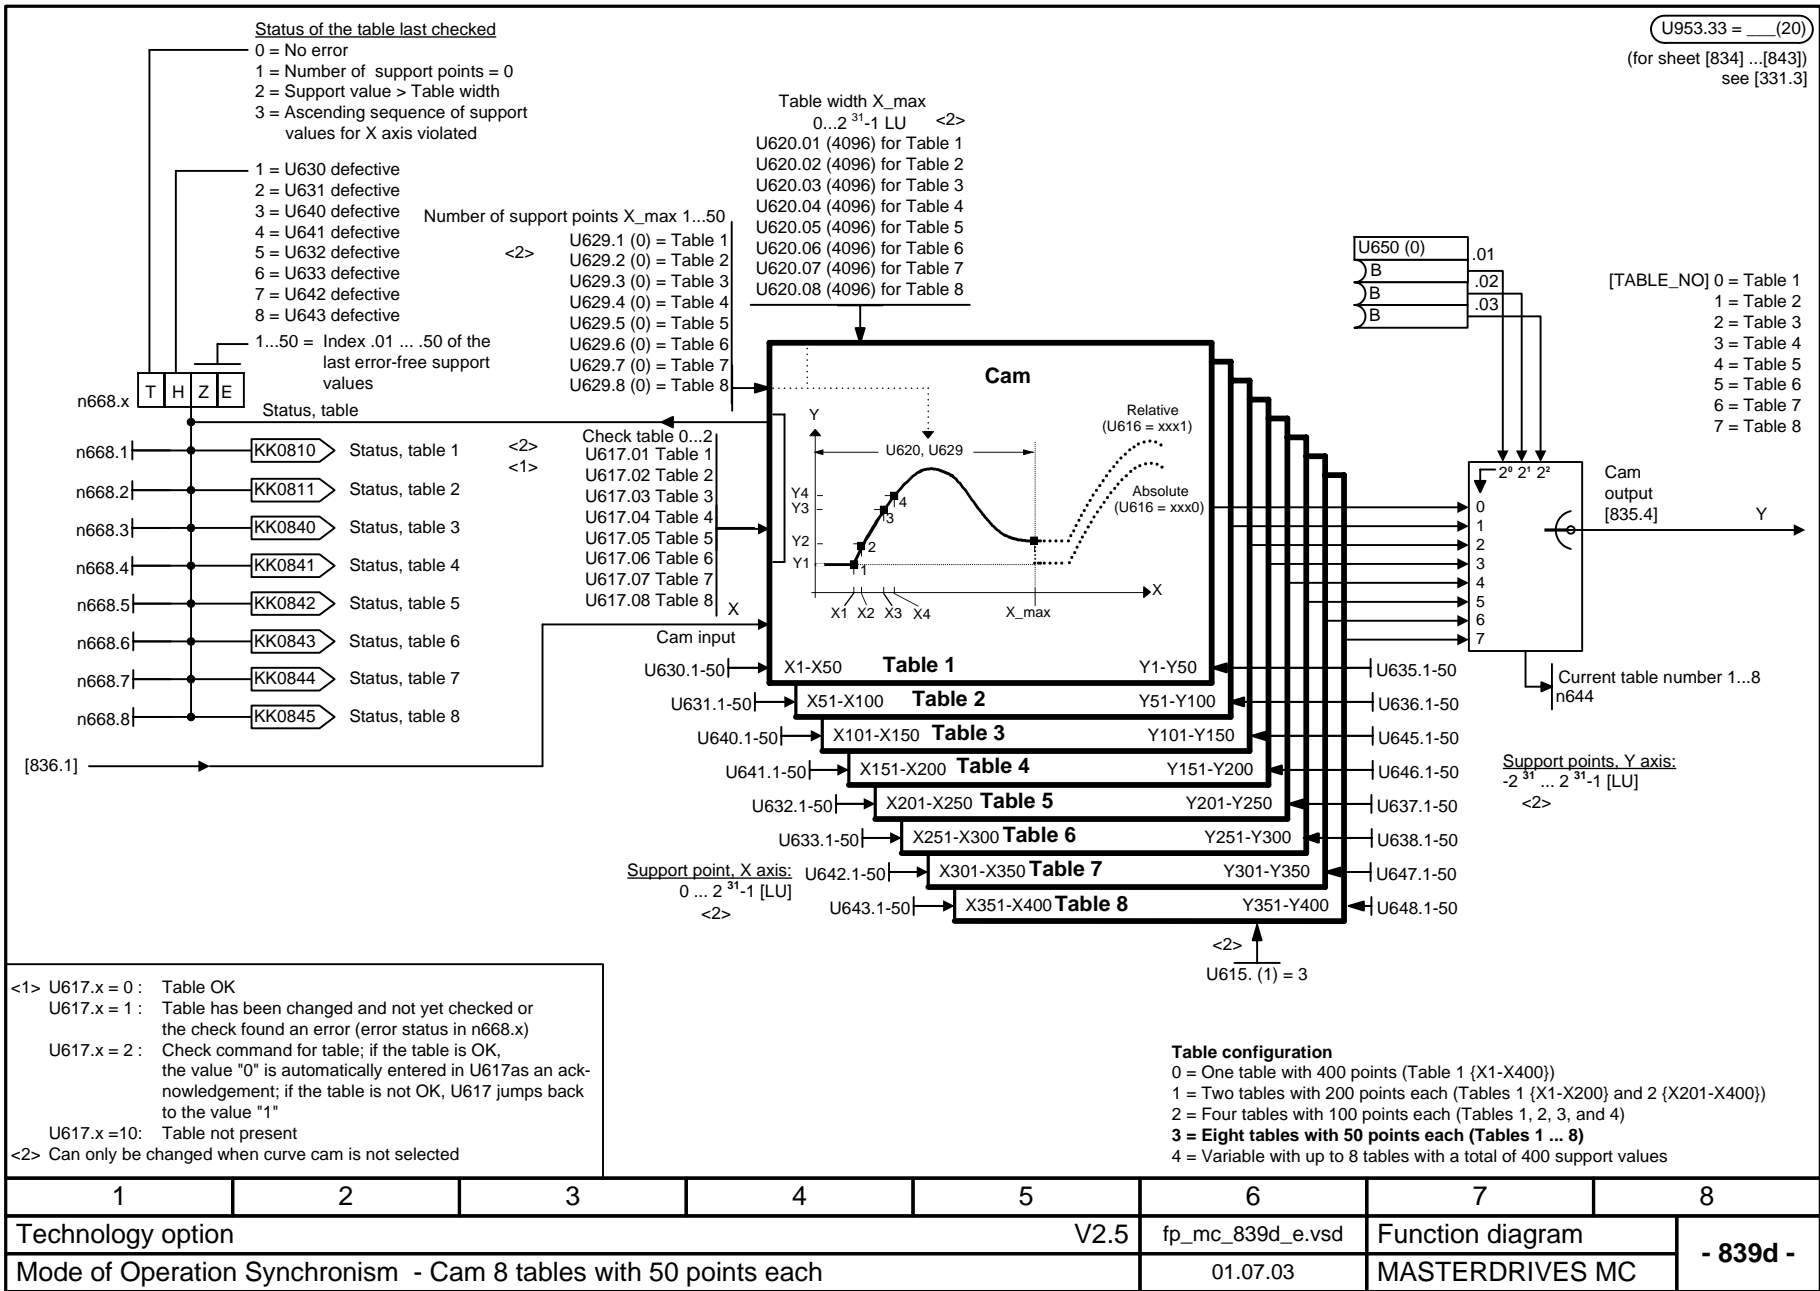 Status of the table last checked
0 = No error
1 = Number of  support points = 0
2 = Support value > Table width
3 = Ascending sequence of support
values for X axis violated
1 = U630 defective
2 = U631 defective
3 = U640 defective
4 = U641 defective
5 = U632 defective
6 = U633 defective
7 = U642 defective
8 = U643 defective
1...50 =  Index .01 ... .50 of the
last error-free support
values
n668.x
T H Z E
Status, table
n668.1 KK0810 Status, table 1
n668.2 KK0811 Status, table 2
n668.3 KK0840 Status, table 3
n668.4 KK0841 Status, table 4
n668.5 KK0842 Status, table 5
n668.6 KK0843 Status, table 6
n668.7 KK0844 Status, table 7
n668.8 KK0845 Status, table 8
[836.1]
Number of support points X_max 1...50
<2>
U629.1 (0) = Table 1
U629.2 (0) = Table 2
U629.3 (0) = Table 3
U629.4 (0) = Table 4
U629.5 (0) = Table 5
U629.6 (0) = Table 6
U629.7 (0) = Table 7
U629.8 (0) = Table 8
<2>
<1>
Check table 0...2
U617.01 Table 1
U617.02 Table 2
U617.03 Table 3
U617.04 Table 4
U617.05 Table 5
U617.06 Table 6
U617.07 Table 7
U617.08 Table 8
X
Cam input
Table width X_max
0...2 ³¹-1 LU <2>
U620.01 (4096) for Table 1
U620.02 (4096) for Table 2
U620.03 (4096) for Table 3
U620.04 (4096) for Table 4
U620.05 (4096) for Table 5
U620.06 (4096) for Table 6
U620.07 (4096) for Table 7
U620.08 (4096) for Table 8
Cam
Y
U620, U629
Y4
Y3
Y2
Y1
1
2
3
4
X1 X2 X3 X4 X_max
X
Relative
(U616 = xxx1)
Absolute
(U616 = xxx0)
U630.1-50 X1-X50 Table 1 Y1-Y50 U635.1-50
U631.1-50 X51-X100 Table 2 Y51-Y100 U636.1-50
U640.1-50 X101-X150 Table 3 Y101-Y150 U645.1-50
U641.1-50 X151-X200 Table 4 Y151-Y200 U646.1-50
U632.1-50 X201-X250 Table 5 Y201-Y250 U637.1-50
U633.1-50 X251-X300 Table 6 Y251-Y300 U638.1-50
U642.1-50 X301-X350 Table 7 Y301-Y350 U647.1-50
U643.1-50 X351-X400 Table 8 Y351-Y400 U648.1-50
Support point, X axis:
0 ... 2 ³¹-1 [LU]
<2>
<2>
U615. (1) = 3
U953.33 = ___(20)
(for sheet [834] ...[843])
see [331.3]
U650 (0)
B .01
B .02
B .03
[TABLE_NO] 0 = Table 1
1 = Table 2
2 = Table 3
3 = Table 4
4 = Table 5
5 = Table 6
6 = Table 7
7 = Table 8
2⁰ 2¹ 2²
0
1
2
3
4
5
6
7
Cam
output
[835.4]
Y
Current table number 1...8
n644
Support points, Y axis:
-2 ³¹ ... 2 ³¹-1 [LU]
<2>
<1> U617.x = 0 : Table OK
U617.x = 1 : Table has been changed and not yet checked or
the check found an error (error status in n668.x)
U617.x = 2 : Check command for table; if the table is OK,
the value "0" is automatically entered in U617as an ack-
nowledgement; if the table is not OK, U617 jumps back
to the value "1"
U617.x =10: Table not present
<2> Can only be changed when curve cam is not selected
Table configuration
0 = One table with 400 points (Table 1 {X1-X400})
1 = Two tables with 200 points each (Tables 1 {X1-X200} and 2 {X201-X400})
2 = Four tables with 100 points each (Tables 1, 2, 3, and 4)
3 = Eight tables with 50 points each (Tables 1 ... 8)
4 = Variable with up to 8 tables with a total of 400 support values
1 2 3 4 5 6 7 8
Technology option V2.5 fp_mc_839d_e.vsd Function diagram - 839d -
Mode of Operation Synchronism  - Cam 8 tables with 50 points each 01.07.03 MASTERDRIVES MC